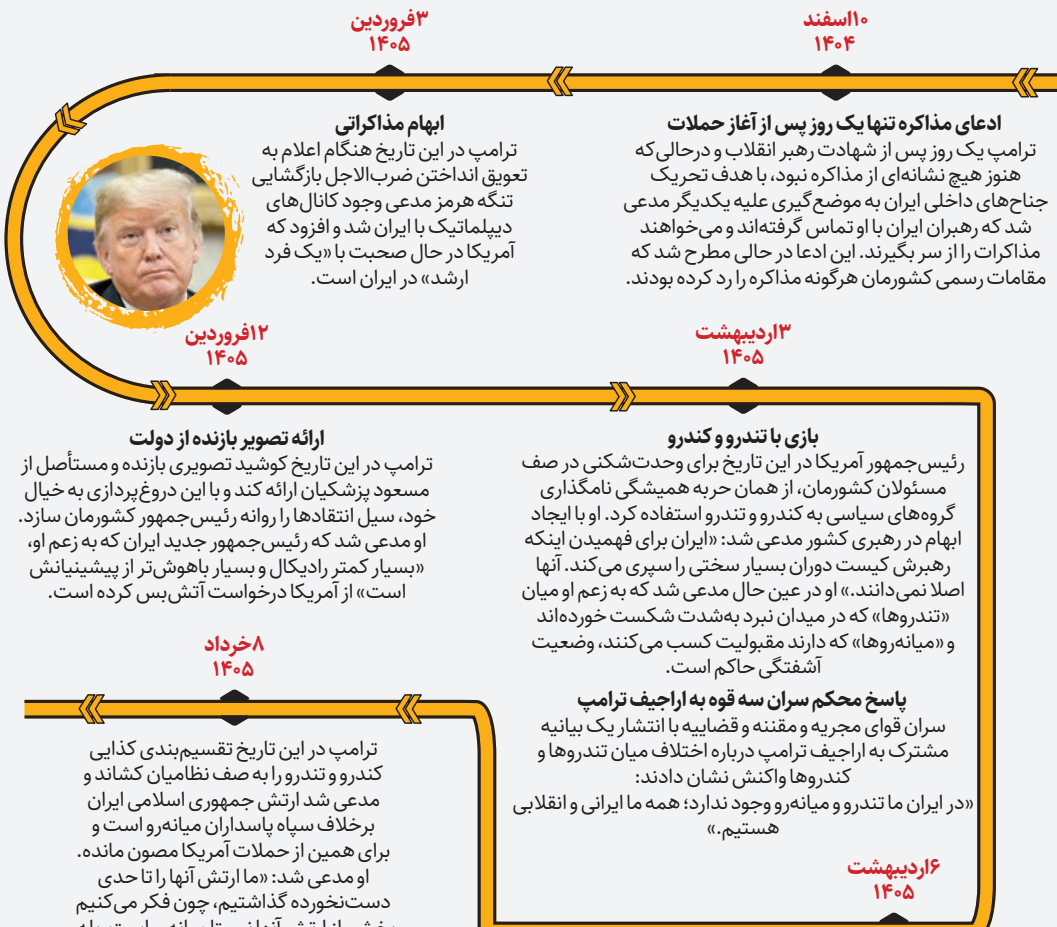 ۱۰اسفند
۱۴۰۴
ادعای مذاکره تنها یک روز پس از آغاز حملات
ترامپ یک روز پس از شهادت رهبر انقلاب و درحالی‌که
هنوز هیچ نشانه‌ای از مذاکره نبود، با هدف تحریک
جناح‌های داخلی ایران به موضع‌گیری علیه یکدیگر مدعی
شد که رهبران ایران با او تماس گرفته‌اند و می‌خواهند
مذاکرات را از سر بگیرند. این ادعا در حالی مطرح شد که
مقامات رسمی کشورمان هرگونه مذاکره را رد کرده بودند.
۳فروردین
۱۴۰۵
ابهام مذاکراتی
ترامپ در این تاریخ هنگام اعلام به
تعویق انداختن ضرب‌الاجل بازگشایی
تنگه هرمز مدعی وجود کانال‌های
دیپلماتیک با ایران شد و افزود که
آمریکا در حال صحبت با «یک فرد
ارشد» در ایران است.
۱۲فروردین
۱۴۰۵
ارائه تصویر بازنده از دولت
ترامپ در این تاریخ کوشید تصویری بازنده و مستأصل از
مسعود پزشکیان ارائه کند و با این دروغ‌پردازی به خیال
خود، سیل انتقادها را روانه رئیس‌جمهور کشورمان سازد.
او مدعی شد که رئیس‌جمهور جدید ایران که به زعم او،
«بسیار کمتر رادیکال و بسیار باهوش‌تر از پیشینیانش
است» از آمریکا درخواست آتش‌بس کرده است.
۳اردیبهشت
۱۴۰۵
بازی با تندرو و کندرو
رئیس‌جمهور آمریکا در این تاریخ برای وحدت‌شکنی در صف
مسئولان کشورمان، از همان حربه همیشگی نامگذاری
گروه‌های سیاسی به کندرو و تندرو استفاده کرد. او با ایجاد
ابهام در رهبری کشور مدعی شد: «ایران برای فهمیدن اینکه
رهبرش کیست دوران بسیار سختی را سپری می‌کند. آنها
اصلا نمی‌دانند.» او در عین حال مدعی شد که به زعم او میان
«تندروها» که در میدان نبرد به‌شدت شکست خورده‌اند
و «میانه‌روها» که دارند مقبولیت کسب می‌کنند، وضعیت
آشفتگی حاکم است.
پاسخ محکم سران سه قوه به اراجیف ترامپ
سران قوای مجریه و مقننه و قضاییه با انتشار یک بیانیه
مشترک به اراجیف ترامپ درباره اختلاف میان تندروها و
کندروها واکنش نشان دادند:
«در ایران ما تندرو و میانه‌رو وجود ندارد؛ همه ما ایرانی و انقلابی
هستیم.»
۶اردیبهشت
۱۴۰۵
۸خرداد
۱۴۰۵
ترامپ در این تاریخ تقسیم‌بندی کذایی
کندرو و تندرو را به صف نظامیان کشاند و
مدعی شد ارتش جمهوری اسلامی ایران
برخلاف سپاه پاسداران میانه‌رو است و
برای همین از حملات آمریکا مصون مانده.
او مدعی شد: «ما ارتش آنها را تا حدی
دست‌نخورده گذاشتیم، چون فکر می‌کنیم